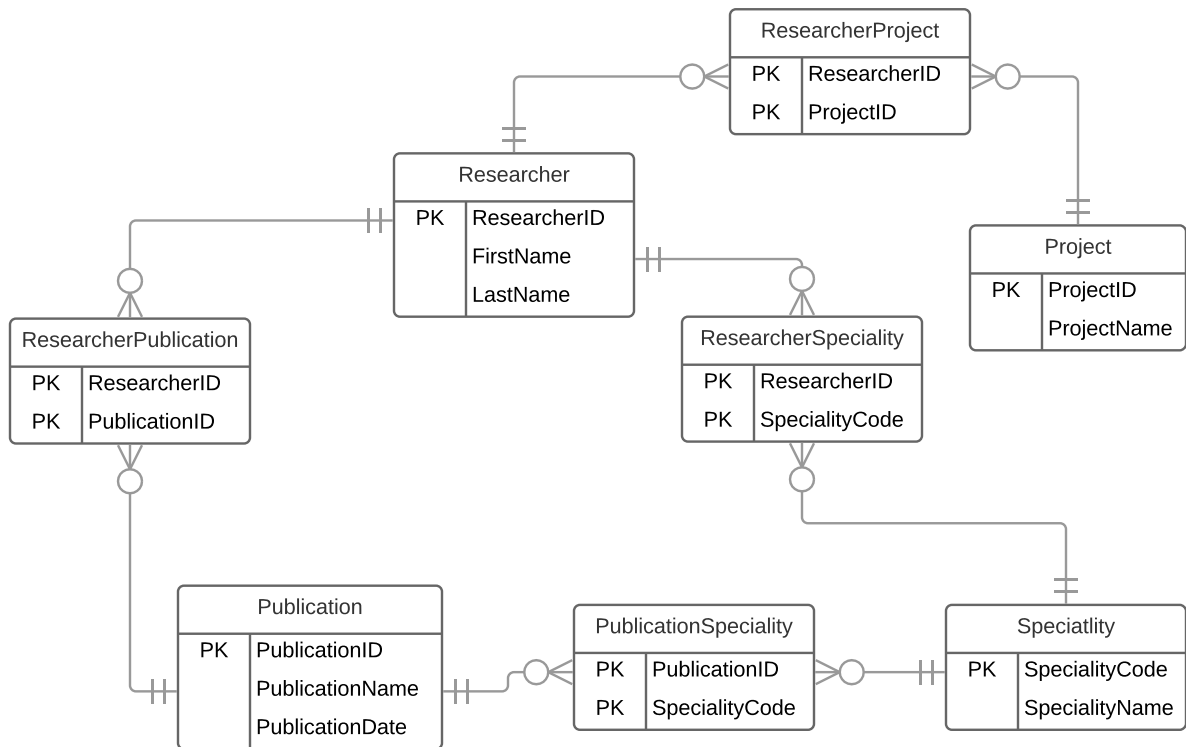 ResearcherProject
PK ResearcherID
PK ProjectID
Researcher
PK ResearcherID
FirstName
LastName
Project
PK ProjectID
ProjectName
ResearcherPublication
PK ResearcherID
PK PublicationID
ResearcherSpeciality
PK ResearcherID
PK SpecialityCode
Publication
PK PublicationID
PublicationName
PublicationDate
PublicationSpeciality
PK PublicationID
PK SpecialityCode
Speciatlity
PK SpecialityCode
SpecialityName